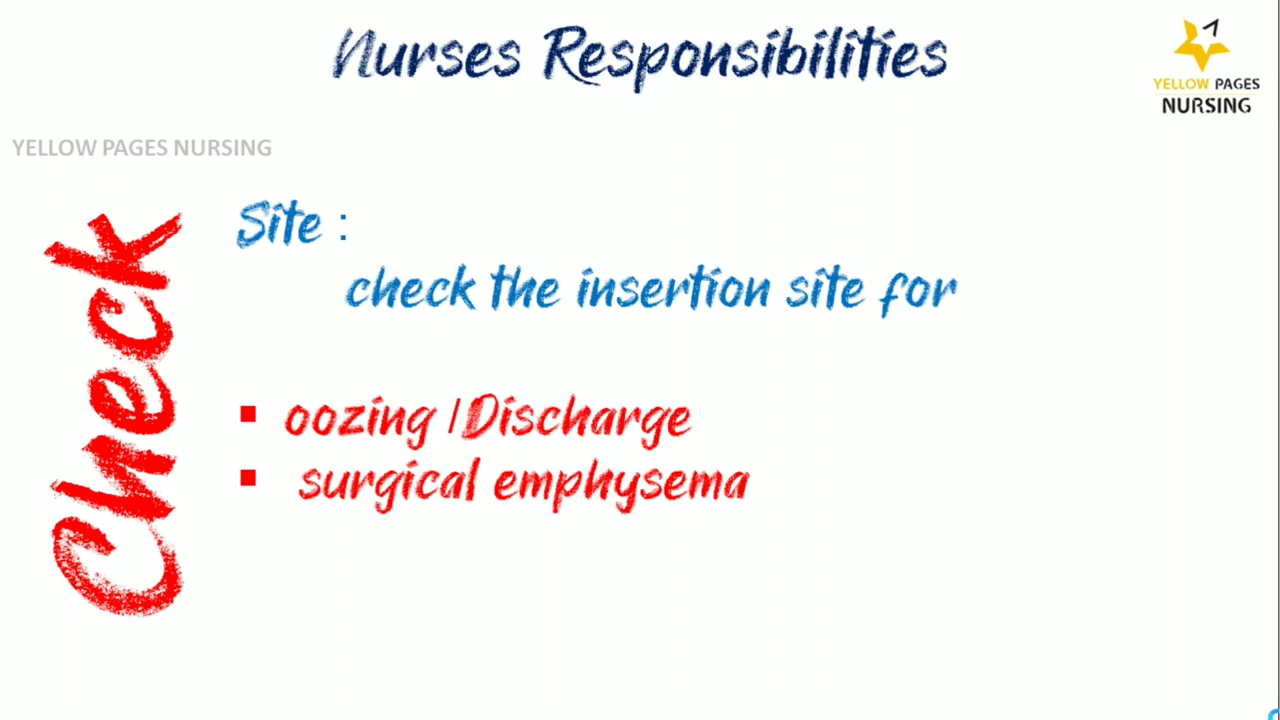 Nurses Responsibilities
YELLOW PAGES
NURSING
YELLOW PAGES NURSING
Check
Site :
check the insertion site for
▪ oozing /Discharge
▪ surgical emphysema